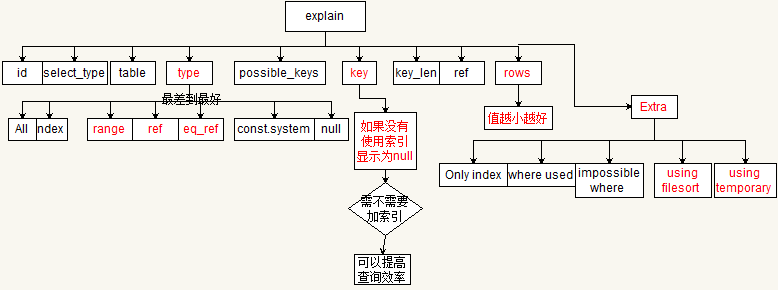 explain
id
select_type
table
type
possible_keys
key
key_len
ref
rows
Extra
最差到最好
All
ndex
range
ref
eq_ref
const.system
null
如果没有
使用索引
显示为null
值越小越好
Only index
where used
impossible
where
using
filesort
using
temporary
需不需要
加索引
可以提高
查询效率